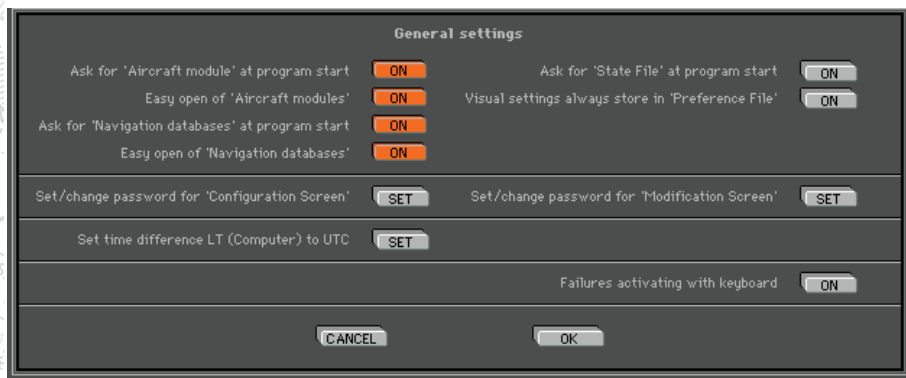 General settings
Ask for 'Aircraft module' at program start ON Ask for 'State File' at program start ON
Easy open of 'Aircraft modules' ON Visual settings always store in 'Preference File' ON
Ask for 'Navigation databases' at program start ON
Easy open of 'Navigation databases' ON
Set/change password for 'Configuration Screen' SET Set/change password for 'Modification Screen' SET
Set time difference LT (Computer) to UTC SET
Failures activating with keyboard ON
CANCEL OK